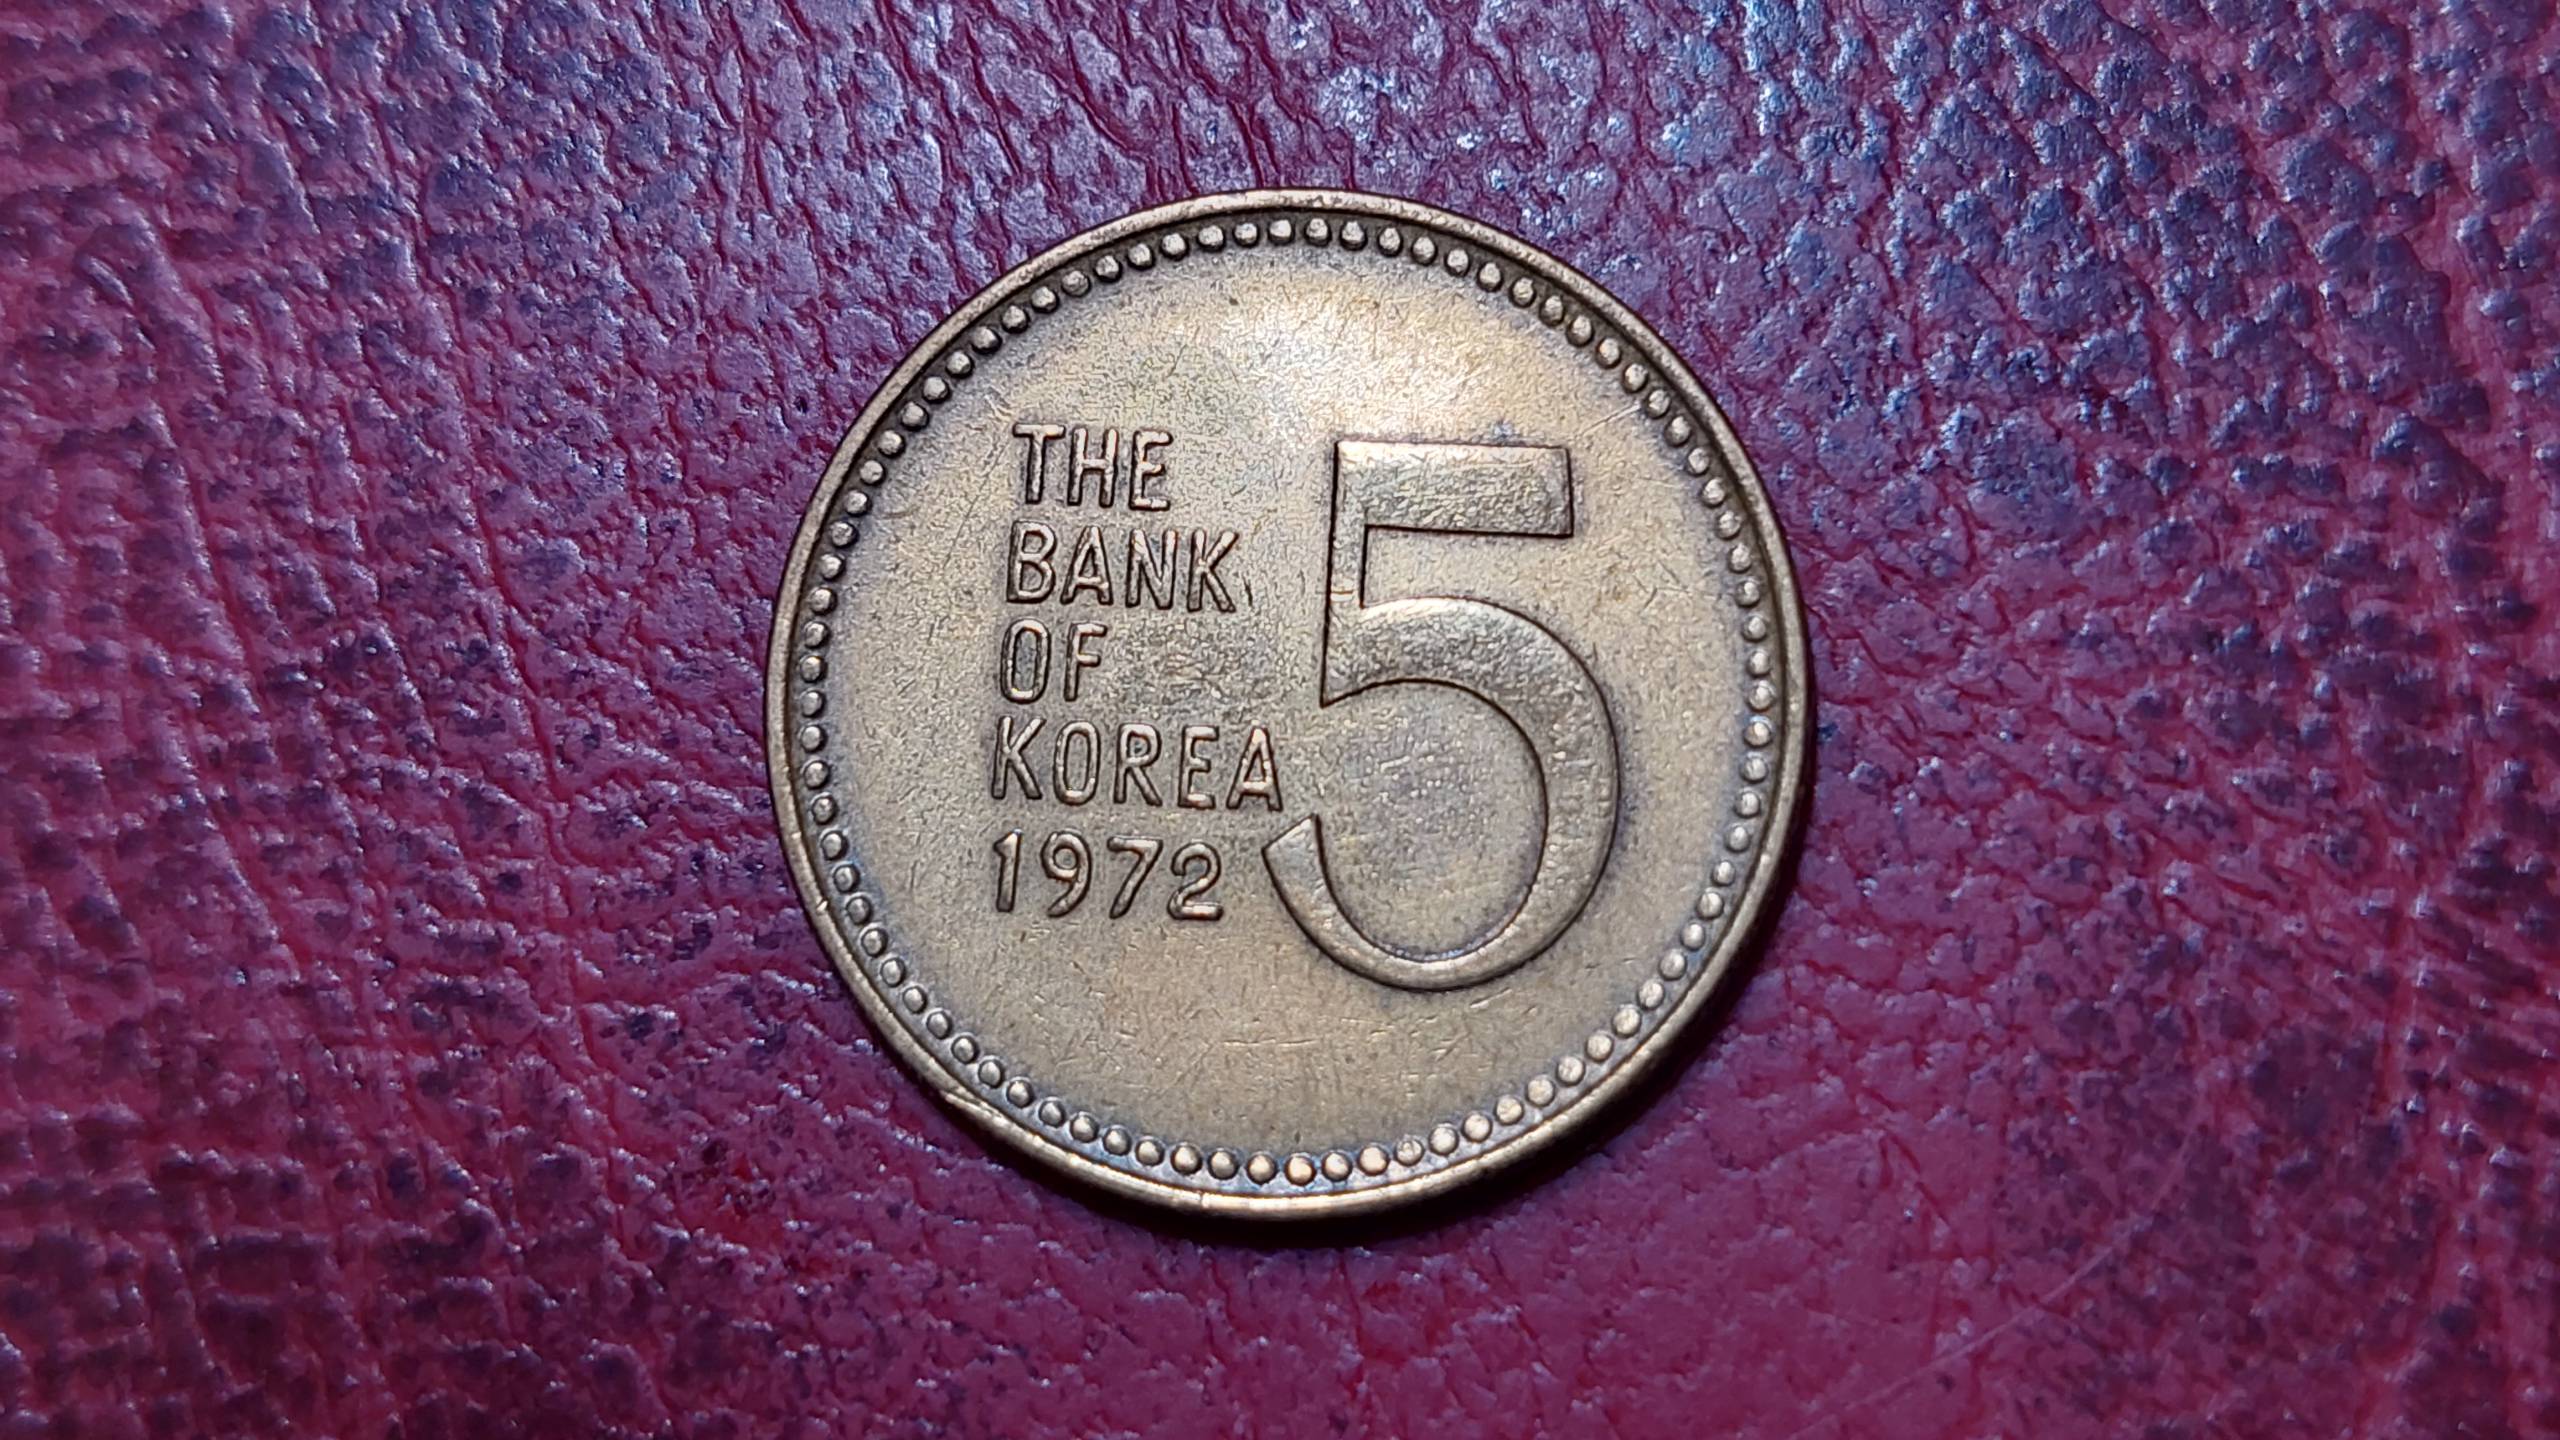 THE
BANK
OF
KOREA
1972
5